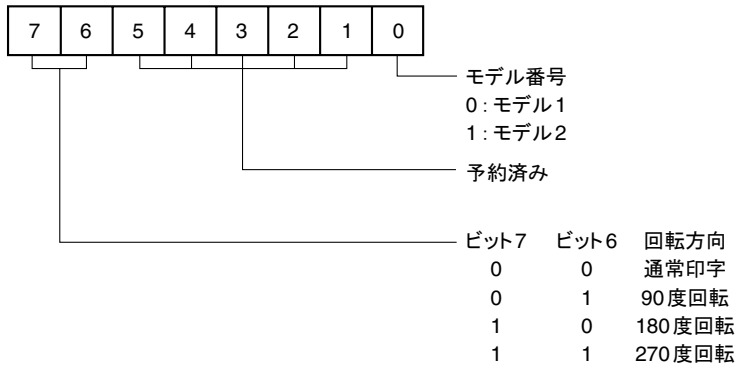 7 6 5 4 3 2 1 0
モデル番号
0 : モデル1
1 : モデル2
予約済み
ビット7 ビット6 回転方向
0 0 通常印字
0 1 90度回転
1 0 180度回転
1 1 270度回転